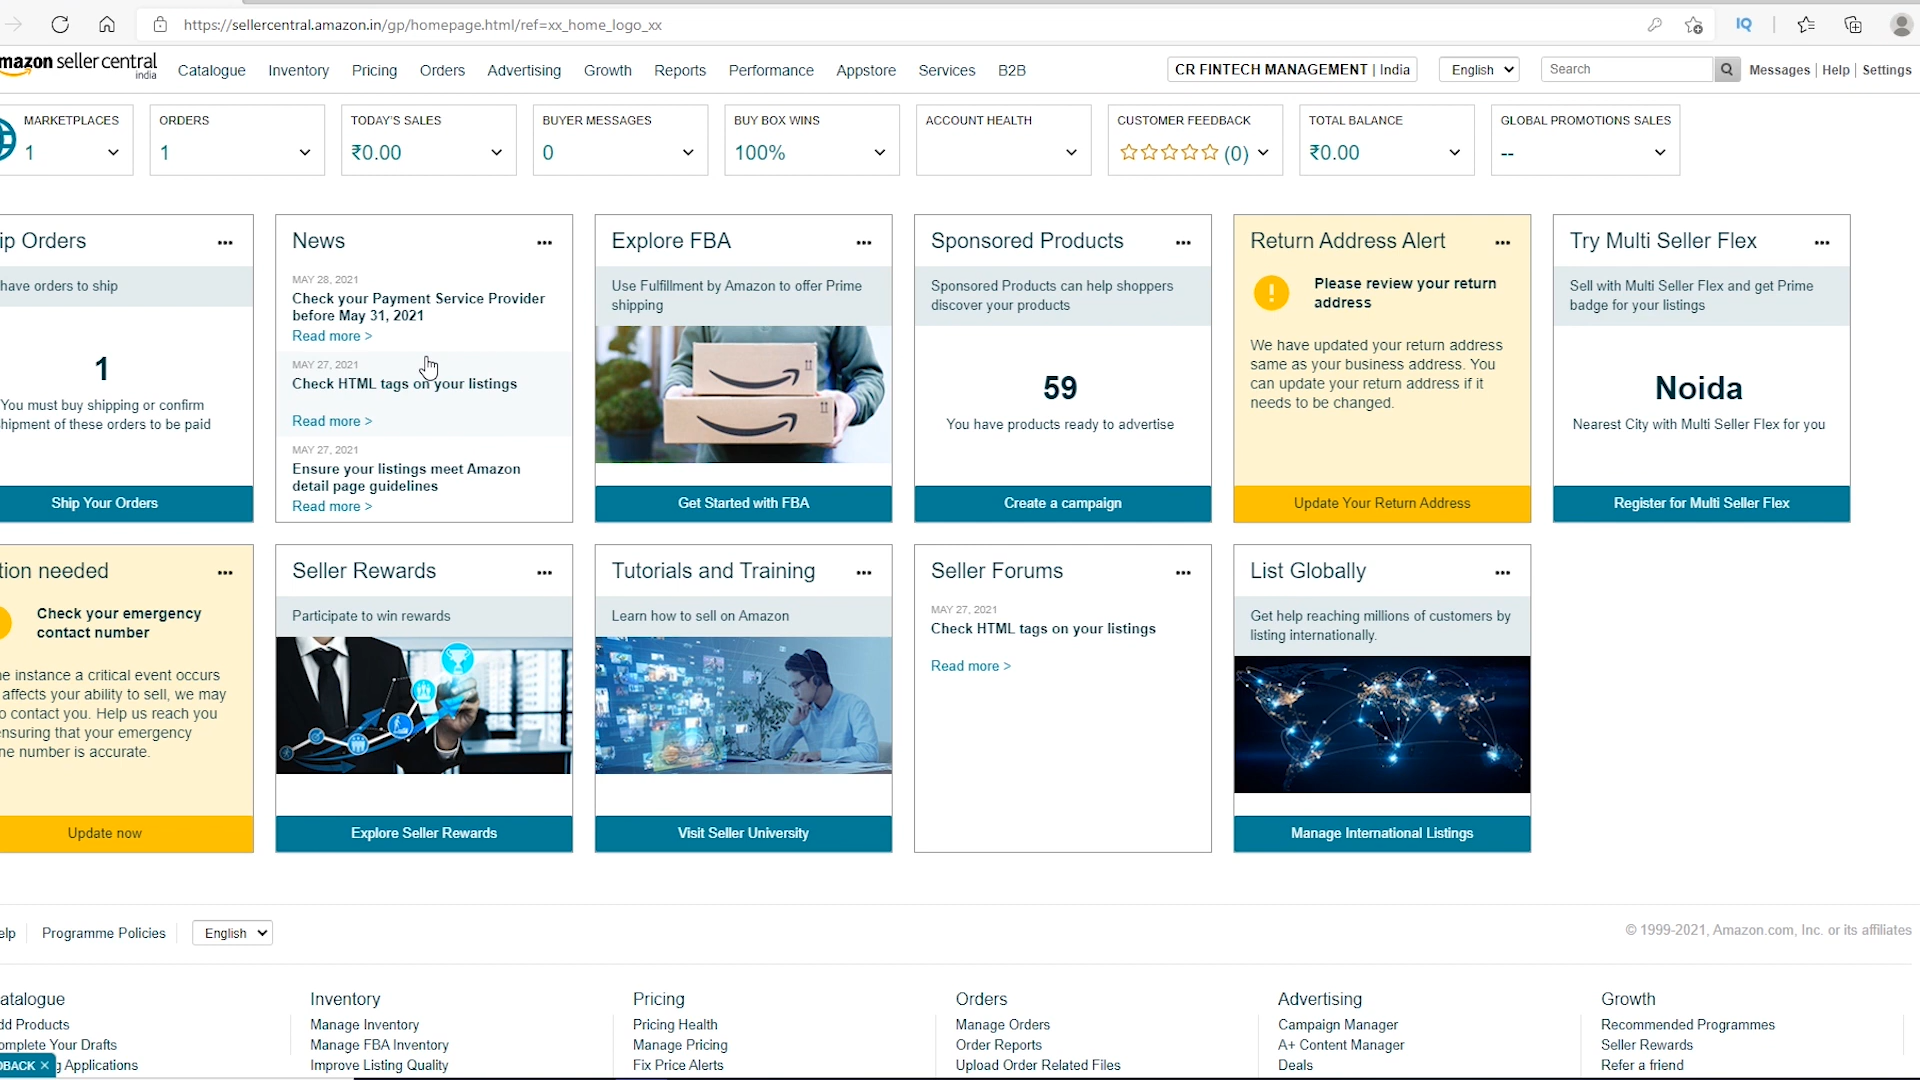 https://sellercentral.amazon.in/gp/homepage.html/ref=xx_home_logo_xx
IQ
mazon seller central
india
Catalogue
Inventory
Pricing
Orders
Advertising
Growth
Reports
Performance
Appstore
Services
B2B
CR FINTECH MANAGEMENT | India
English
Search
Messages | Help | Settings
MARKETPLACES
1
ORDERS
1
TODAY'S SALES
₹0.00
BUYER MESSAGES
0
BUY BOX WINS
100%
ACCOUNT HEALTH
CUSTOMER FEEDBACK
(0)
TOTAL BALANCE
₹0.00
GLOBAL PROMOTIONS SALES
--
ip Orders
have orders to ship
1
You must buy shipping or confirm
hipment of these orders to be paid
Ship Your Orders
News
MAY 28, 2021
Check your Payment Service Provider
before May 31, 2021
Read more >
MAY 27, 2021
Check HTML tags on your listings
Read more >
MAY 27, 2021
Ensure your listings meet Amazon
detail page guidelines
Read more >
Explore FBA
Use Fulfillment by Amazon to offer Prime
shipping
Get Started with FBA
Sponsored Products
Sponsored Products can help shoppers
discover your products
59
You have products ready to advertise
Create a campaign
Return Address Alert
Please review your return
address
We have updated your return address
same as your business address. You
can update your return address if it
needs to be changed.
Update Your Return Address
Try Multi Seller Flex
Sell with Multi Seller Flex and get Prime
badge for your listings
Noida
Nearest City with Multi Seller Flex for you
Register for Multi Seller Flex
tion needed
Check your emergency
contact number
e instance a critical event occurs
affects your ability to sell, we may
o contact you. Help us reach you
ensuring that your emergency
ne number is accurate.
Update now
Seller Rewards
Participate to win rewards
Explore Seller Rewards
Tutorials and Training
Learn how to sell on Amazon
Visit Seller University
Seller Forums
MAY 27, 2021
Check HTML tags on your listings
Read more >
List Globally
Get help reaching millions of customers by
listing internationally.
Manage International Listings
elp
Programme Policies
English
© 1999-2021, Amazon.com, Inc. or its affiliates
atalogue
dd Products
omplete Your Drafts
g Applications
DBACK ×
Inventory
Manage Inventory
Manage FBA Inventory
Improve Listing Quality
Pricing
Pricing Health
Manage Pricing
Fix Price Alerts
Orders
Manage Orders
Order Reports
Upload Order Related Files
Advertising
Campaign Manager
A+ Content Manager
Deals
Growth
Recommended Programmes
Seller Rewards
Refer a friend